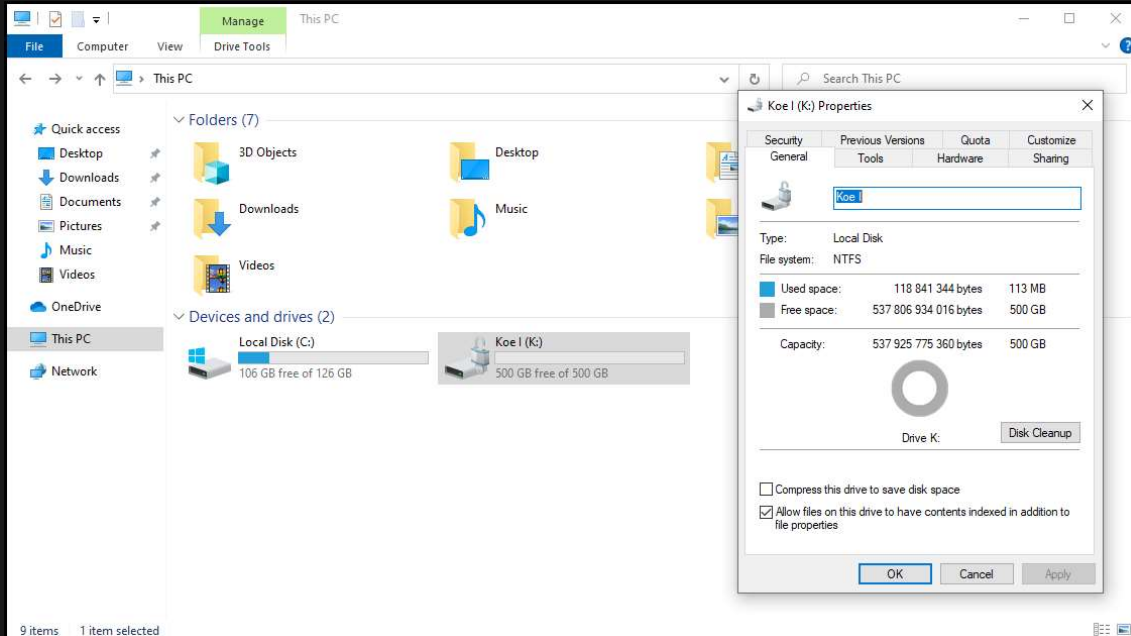 Manage This PC
File Computer View Drive Tools
This PC Search This PC
Quick access
Desktop
Downloads
Documents
Pictures
Music
Videos
OneDrive
This PC
Network
Folders (7)
3D Objects Desktop
Downloads Music
Videos
Devices and drives (2)
Local Disk (C:) Koe I (K:)
106 GB free of 126 GB 500 GB free of 500 GB
Koe I (K:) Properties
Security Previous Versions Quota Customize
General Tools Hardware Sharing
Koe I
Type: Local Disk
File system: NTFS
Used space: 118 841 344 bytes 113 MB
Free space: 537 806 934 016 bytes 500 GB
Capacity: 537 925 775 360 bytes 500 GB
Drive K: Disk Cleanup
Compress this drive to save disk space
Allow files on this drive to have contents indexed in addition to
file properties
OK Cancel Apply
9 items 1 item selected